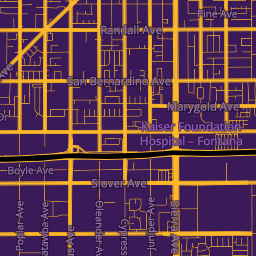 Pine Ave
Randall Ave
Ave
San Bernardino Ave
Marygold Ave
Kaiser Foundation
Hospital – Fontana
Boyle Ave
Slover Ave
Poplar Ave
Catawba Ave
Oleander Av
Cypress
Juniper Ave
Sierra Ave